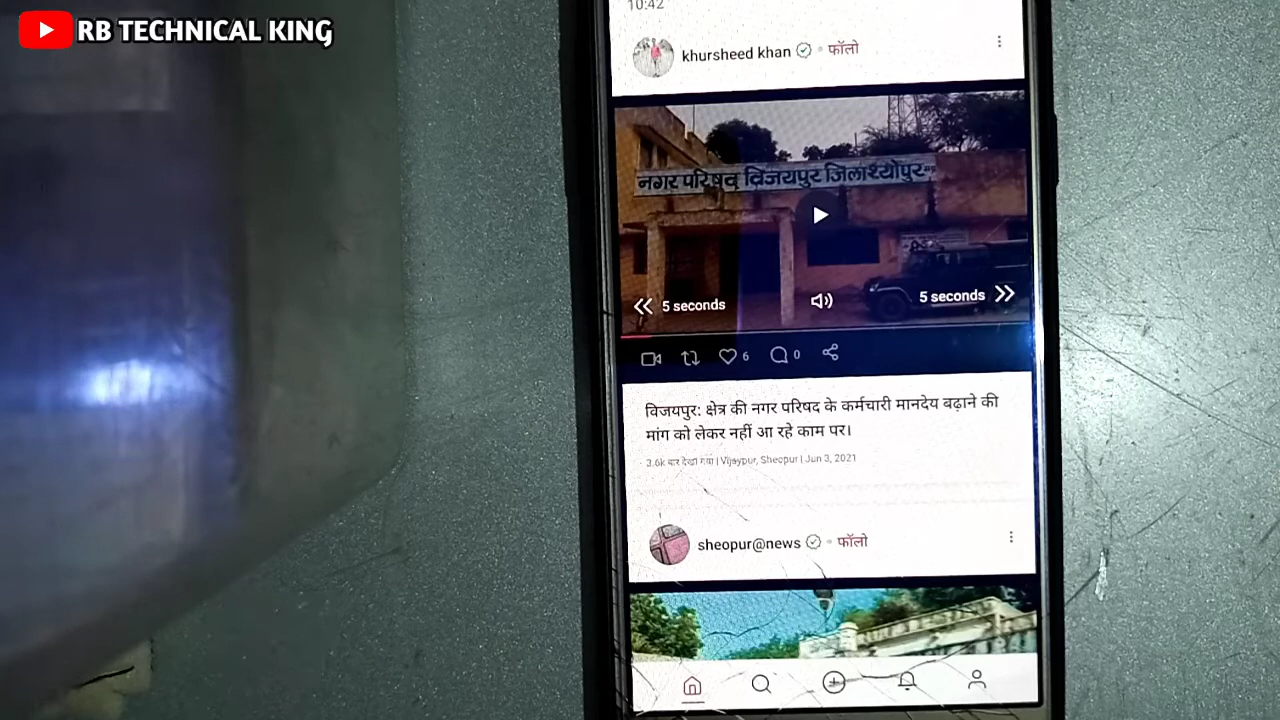 RB TECHNICAL KING
10:42
khursheed khan • फॉलो
नगर परिषद् विजयपुर जिला श्योपुर
5 seconds
5 seconds
6
0
विजयपुर: क्षेत्र की नगर परिषद के कर्मचारी मानदेय बढ़ाने की
मांग को लेकर नहीं आ रहे काम पर।
3.6k बार देखा गया | Vijaypur, Sheopur | Jun 3, 2021
sheopur@news • फॉलो